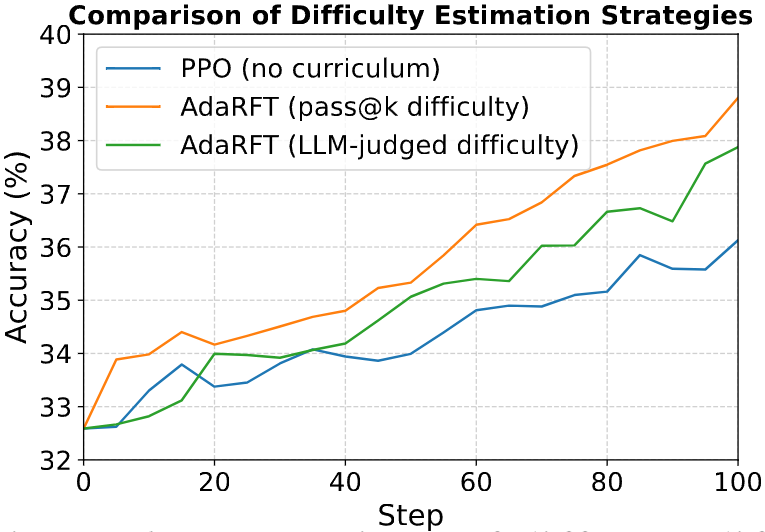 Comparison of Difficulty Estimation Strategies
40
39
38
37
36
35
34
33
32
Accuracy (%)
PPO (no curriculum)
AdaRFT (pass@k difficulty)
AdaRFT (LLM-judged difficulty)
0 20 40 60 80 100
Step